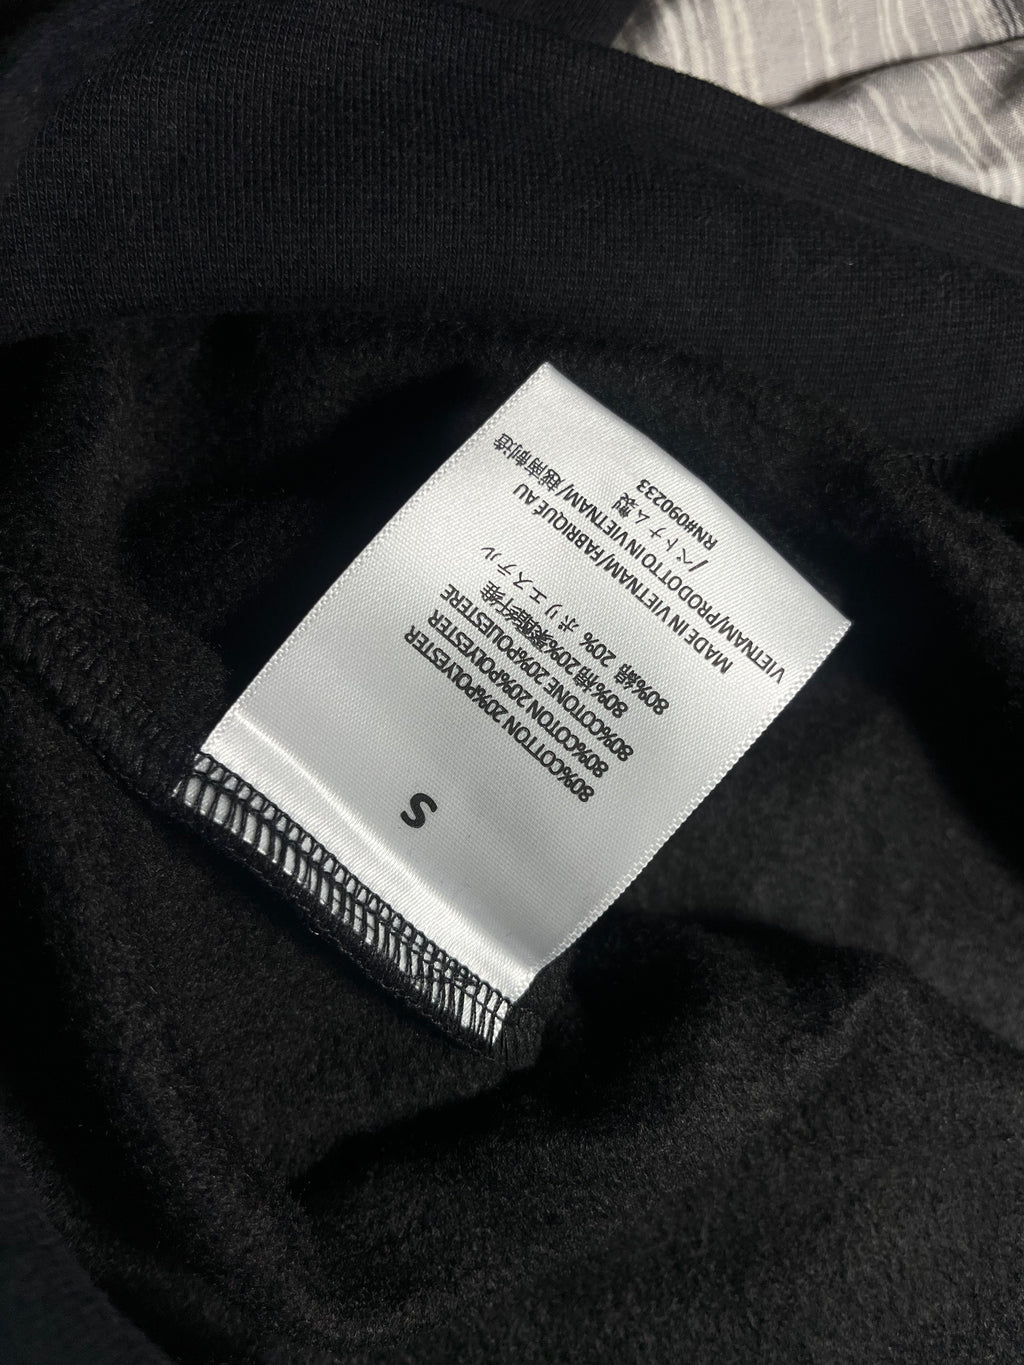 S
80%COTTON 20%POLYESTER
80%COTON 20%POLYESTER
80%COTONE 20%POLIESTERE
80%棉 20%聚酯纤维
80%綿 20% ポリエステル
MADE IN VIETNAM/FABRIQUÉ AU
VIETNAM/PRODOTTO IN VIETNAM/越南制造
/ベトナム製
RN#090233